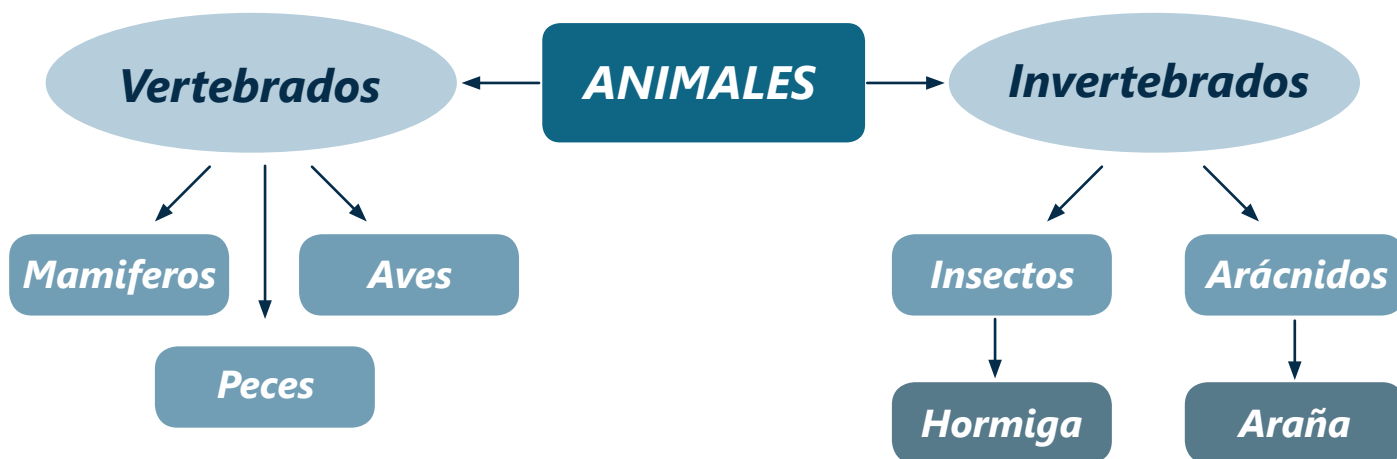 ANIMALES
Vertebrados
Invertebrados
Mamiferos
Aves
Peces
Insectos
Arácnidos
Hormiga
Araña